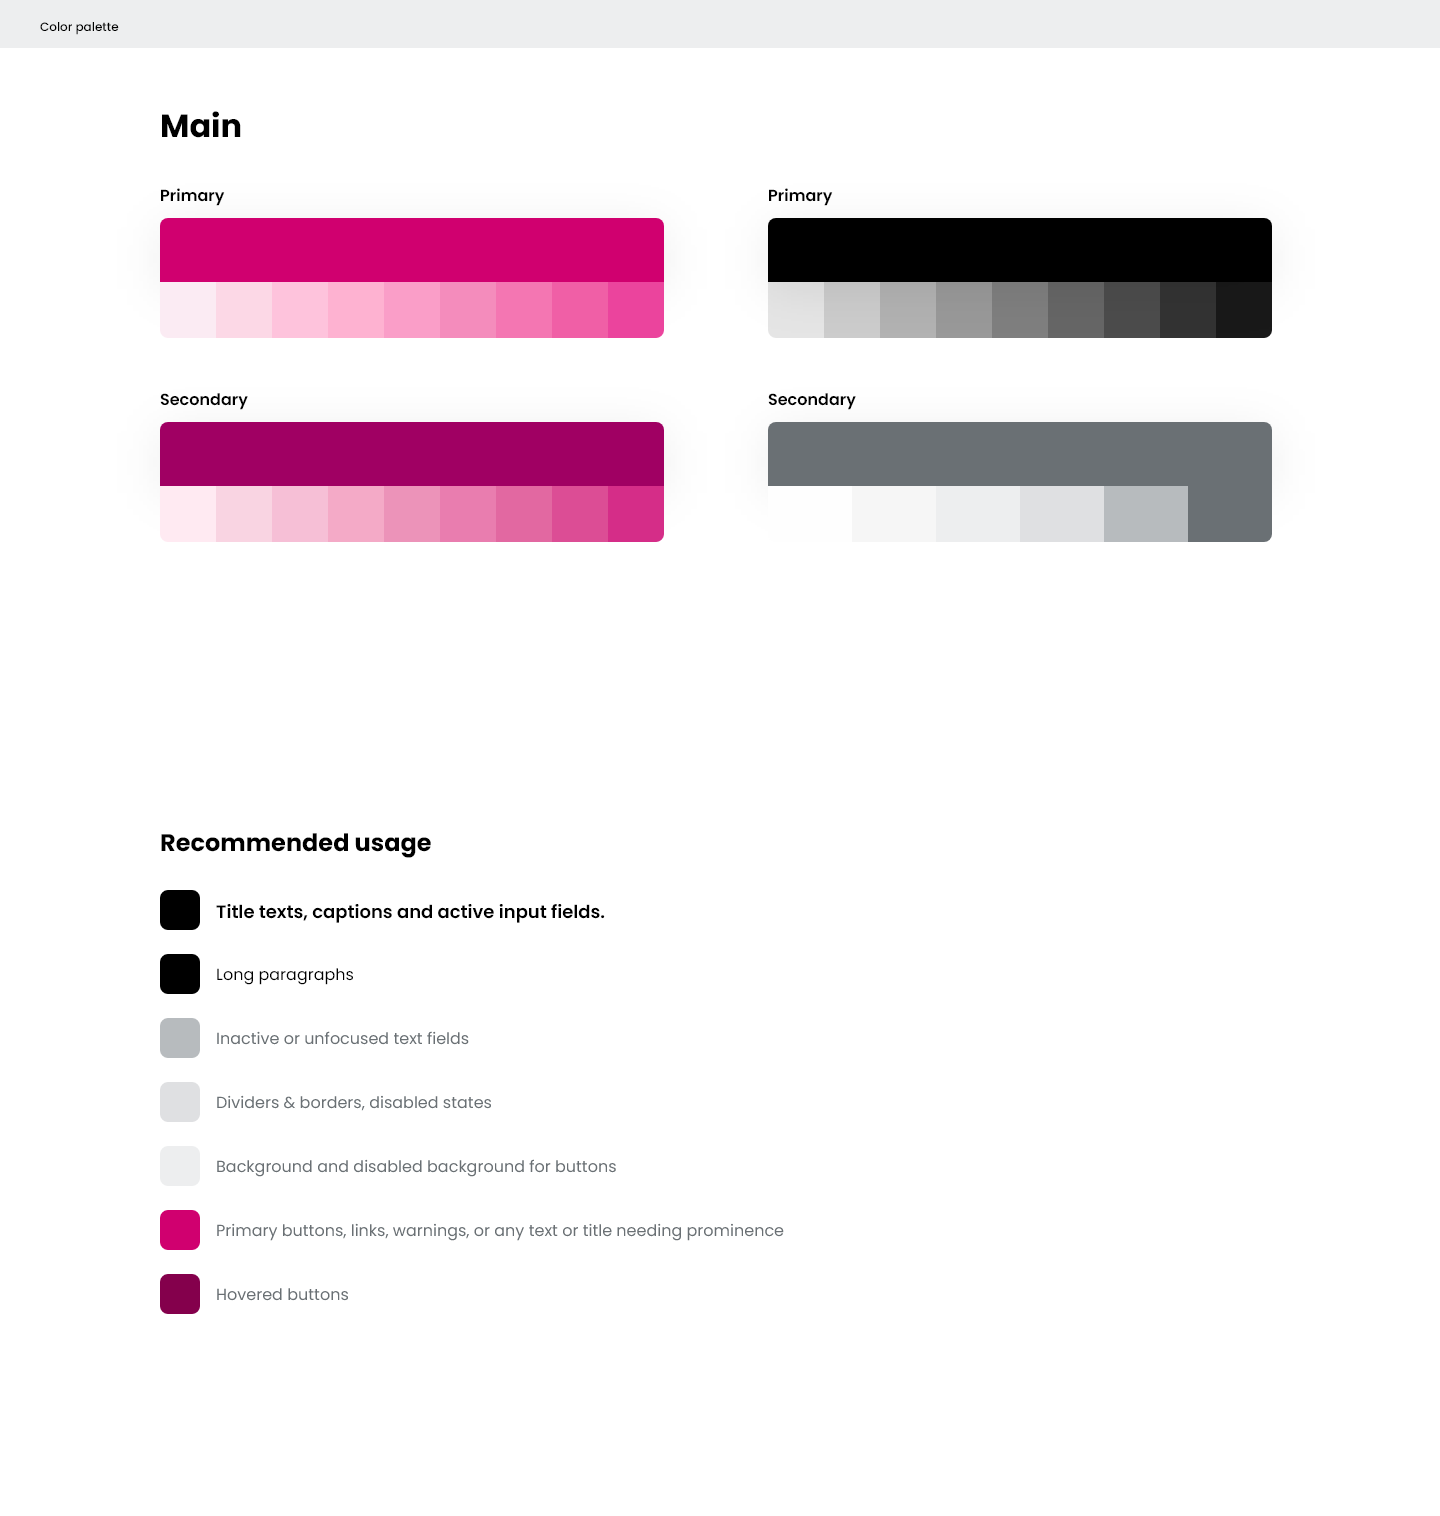 Color palette
Main
Primary
Primary
Secondary
Secondary
Recommended usage
Title texts, captions and active input fields.
Long paragraphs
Inactive or unfocused text fields
Dividers & borders, disabled states
Background and disabled background for buttons
Primary buttons, links, warnings, or any text or title needing prominence
Hovered buttons